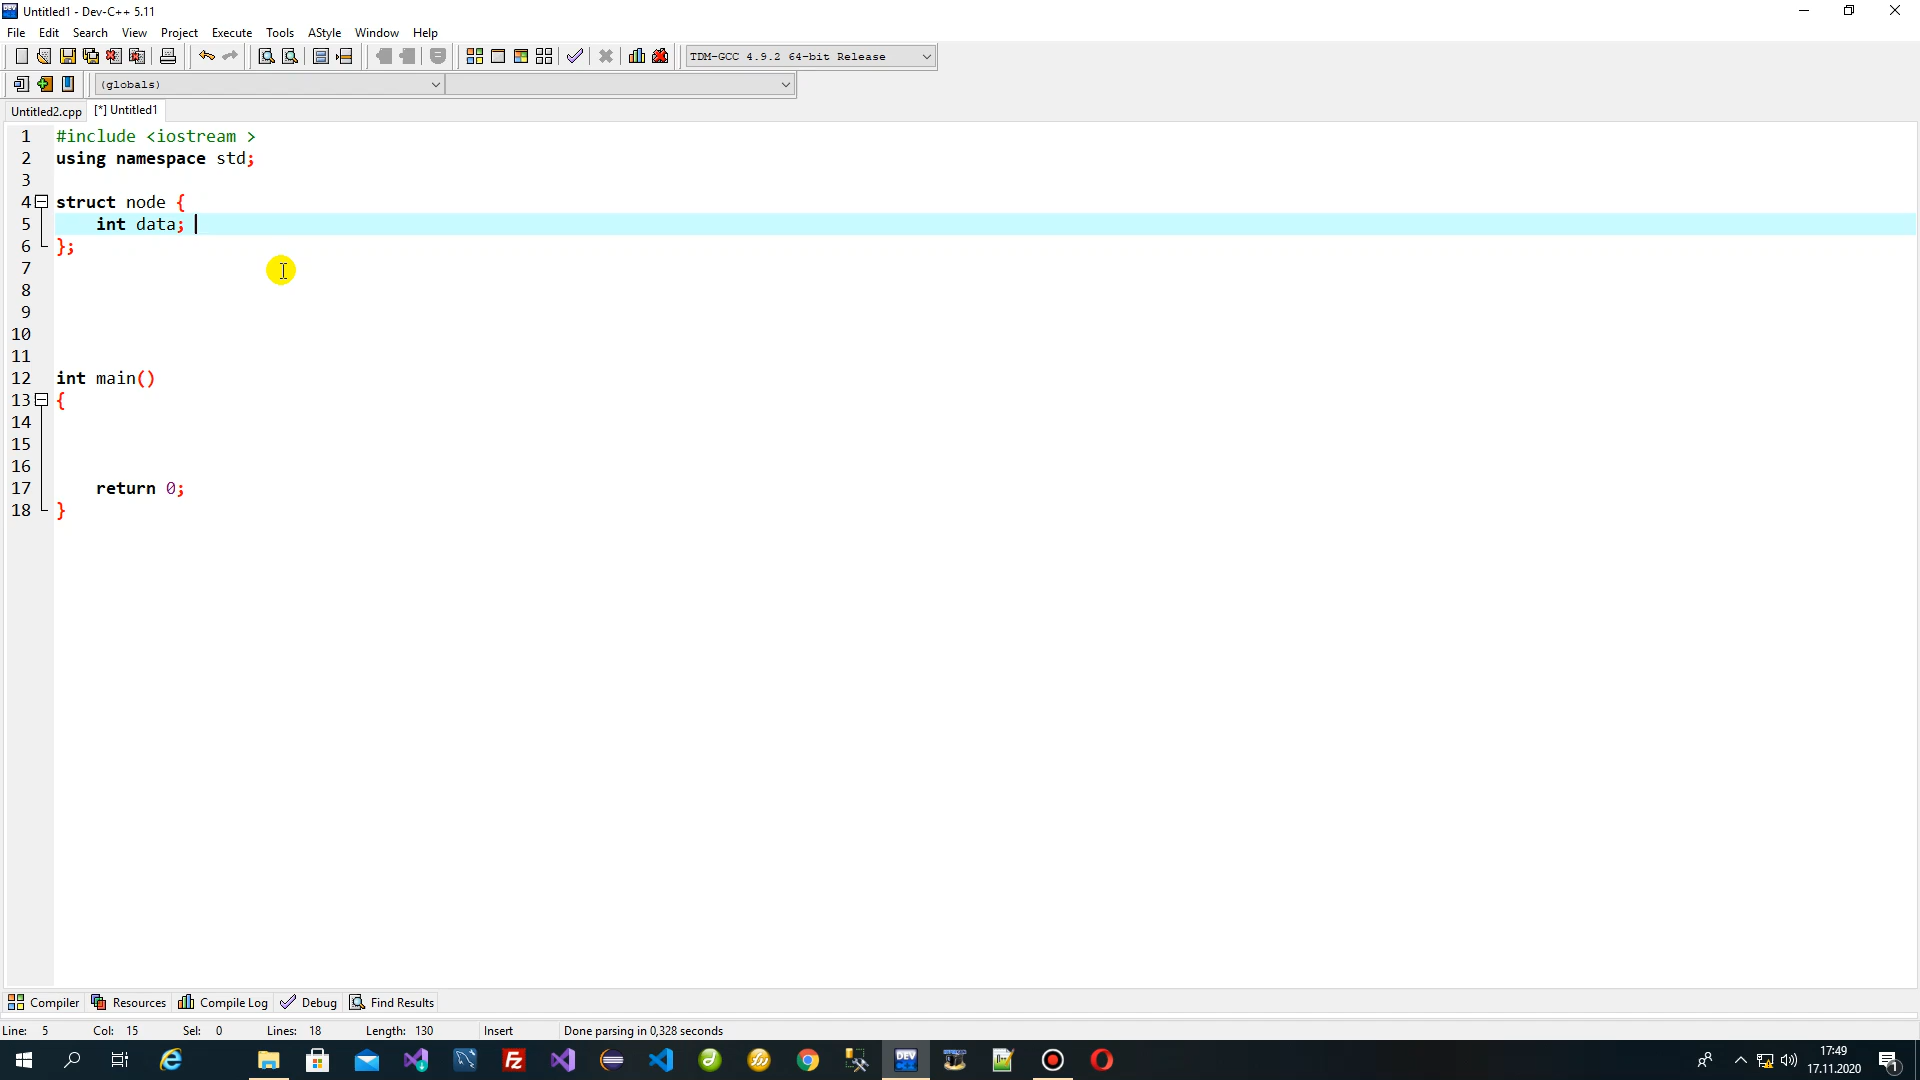 Untitled1 - Dev-C++ 5.11
File Edit Search View Project Execute Tools AStyle Window Help
TDM-GCC 4.9.2 64-bit Release
(globals)
Untitled2.cpp [*] Untitled1
1 #include <iostream >
2 using namespace std;
3
4 struct node {
5 int data;
6 };
7
8
9
10
11
12 int main()
13 {
14
15
16
17 return 0;
18 }
Compiler Resources Compile Log Debug Find Results
Line: 5 Col: 15 Sel: 0 Lines: 18 Length: 130 Insert Done parsing in 0,328 seconds
DEV
17:49
17.11.2020
1